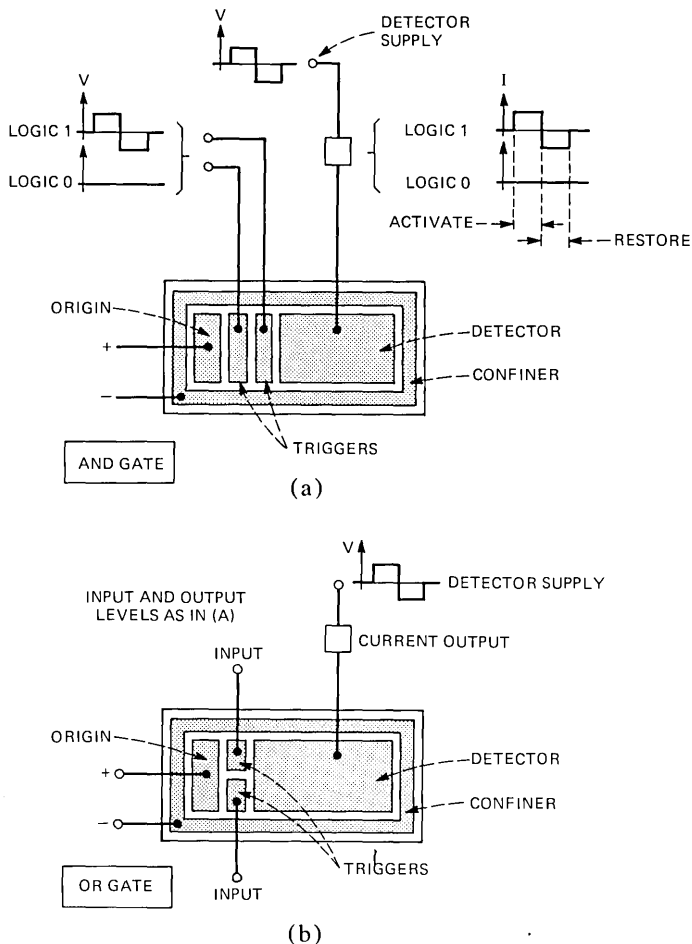 V
DETECTOR
SUPPLY
V
LOGIC 1
LOGIC 0
I
LOGIC 1
LOGIC 0
ACTIVATE
RESTORE
ORIGIN
+
DETECTOR
CONFINER
−
TRIGGERS
AND GATE
(a)
V
DETECTOR SUPPLY
INPUT AND OUTPUT
LEVELS AS IN (A)
CURRENT OUTPUT
INPUT
ORIGIN
DETECTOR
+
CONFINER
−
TRIGGERS
OR GATE
INPUT
(b)